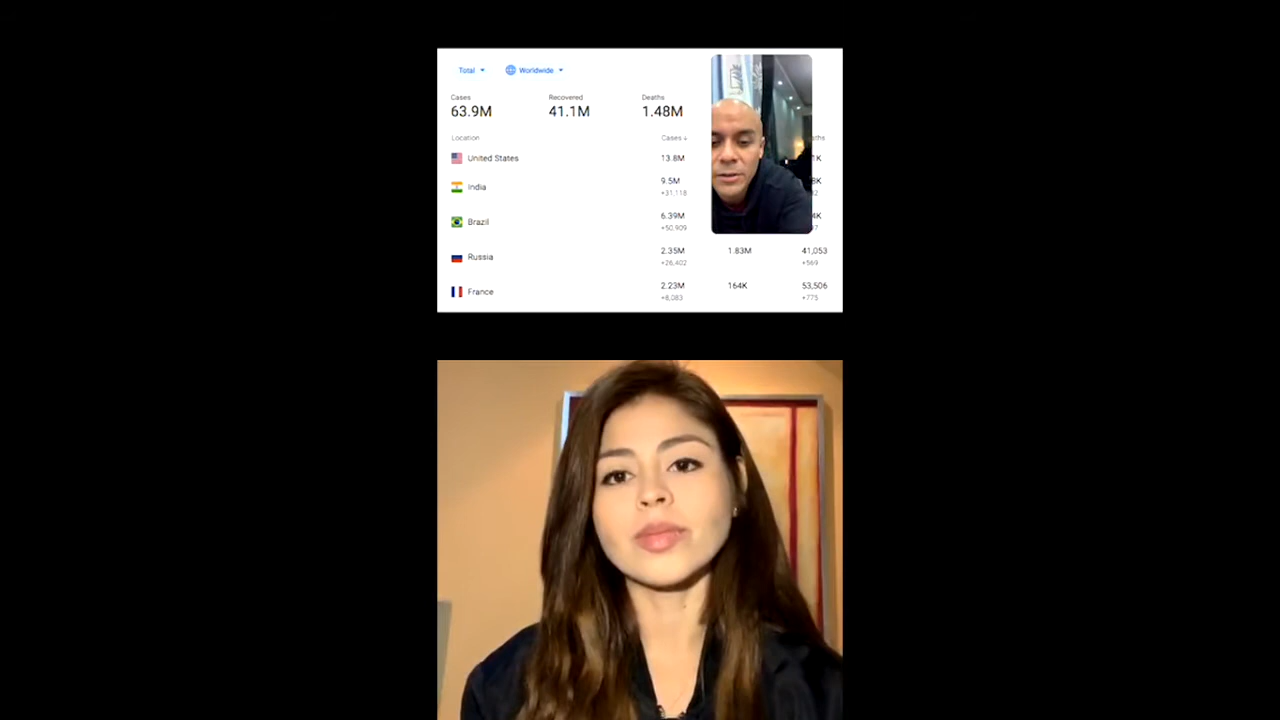 Total Worldwide
Cases Recovered Deaths
63.9M 41.1M 1.48M
Location Cases
United States 13.8M
India 9.5M
+31,118
Brazil 6.39M
+50,909
Russia 2.35M 1.83M 41,053
+26,402 +569
France 2.23M 164K 53,506
+8,083 +775